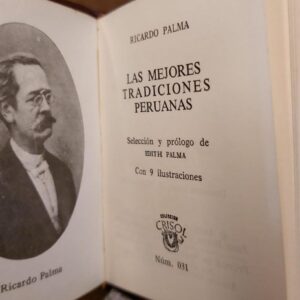 Ricardo Palma
RICARDO PALMA
LAS MEJORES
TRADICIONES
PERUANAS
Selección y prólogo de
EDITH PALMA
Con 9 ilustraciones
CRISOL
Núm. 031